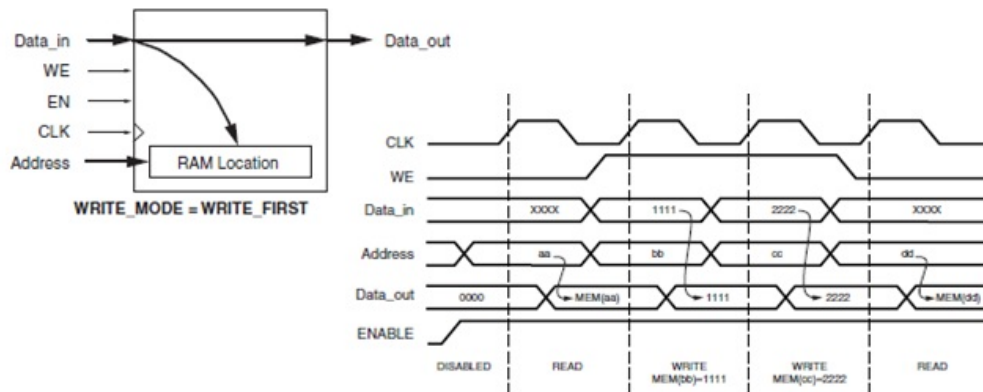 Data_in
Data_out
WE
EN
CLK
Address
RAM Location
WRITE_MODE = WRITE_FIRST
CLK
WE
Data_in XXXX 1111 2222 XXXX
Address aa bb cc dd
Data_out 0000 MEM(aa) 1111 2222 MEM(dd)
ENABLE
DISABLED READ WRITE WRITE READ
MEM(bb)=1111 MEM(cc)=2222